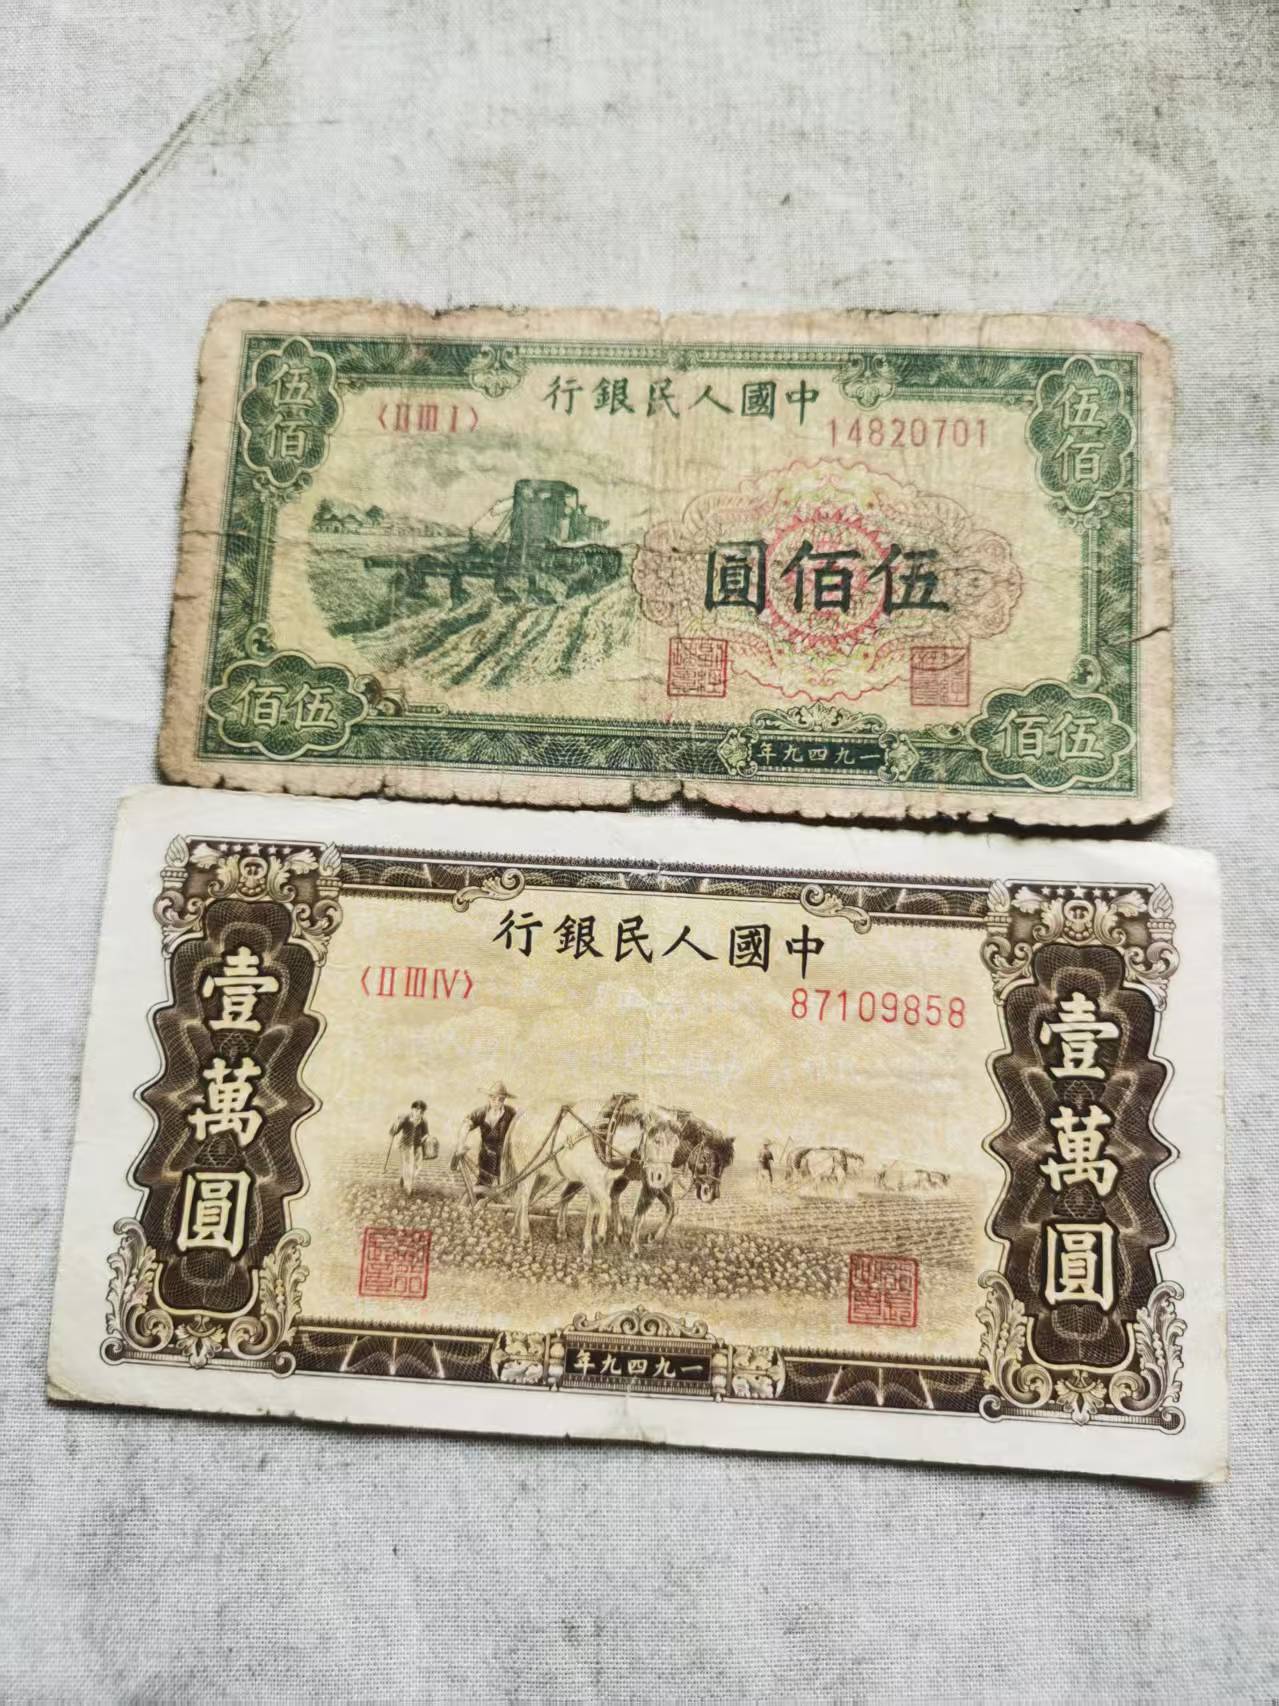 中國人民銀行
〈II III I〉
14820701
伍佰
伍佰
伍佰圓
伍佰
伍佰
一九四九年
中國人民銀行
〈II III IV〉
87109858
壹萬圓
壹萬圓
一九四九年